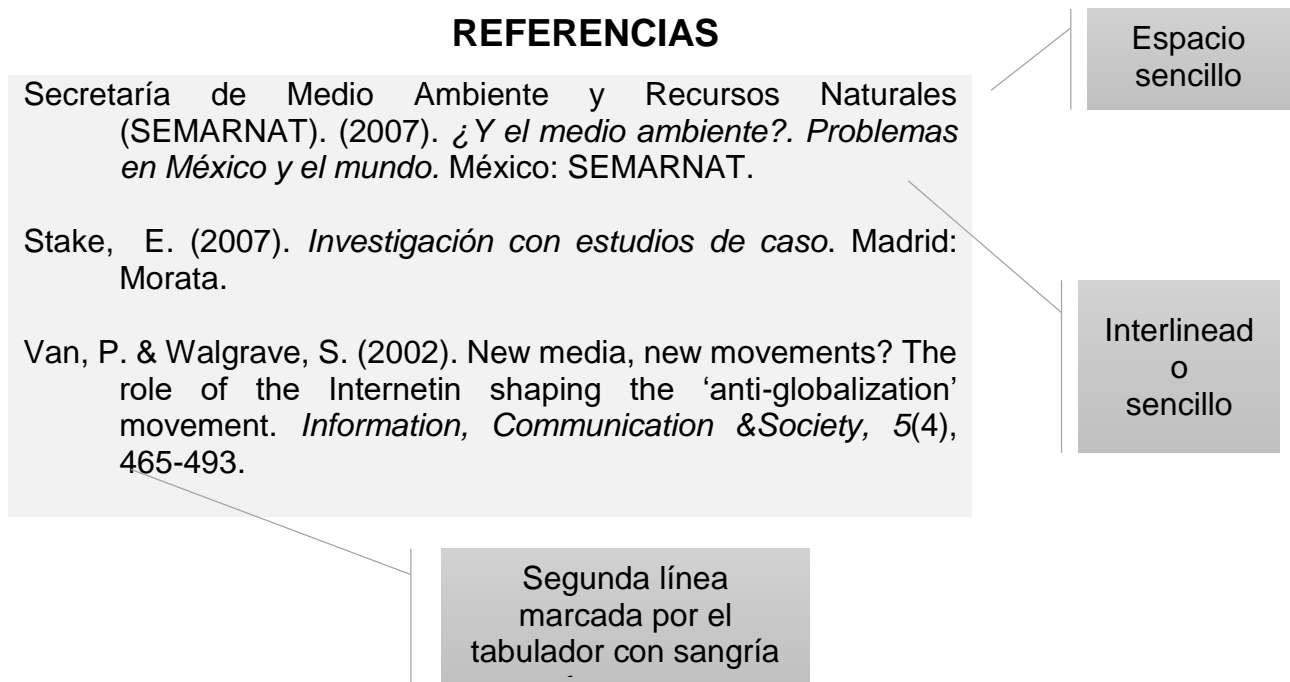 REFERENCIAS
Espacio
sencillo
Secretaría de Medio Ambiente y Recursos Naturales
(SEMARNAT). (2007). ¿Y el medio ambiente?. Problemas
en México y el mundo. México: SEMARNAT.
Stake, E. (2007). Investigación con estudios de caso. Madrid:
Morata.
Interlinead
o
sencillo
Van, P. & Walgrave, S. (2002). New media, new movements? The
role of the Internetin shaping the ‘anti-globalization’
movement. Information, Communication &Society, 5(4),
465-493.
Segunda línea
marcada por el
tabulador con sangría